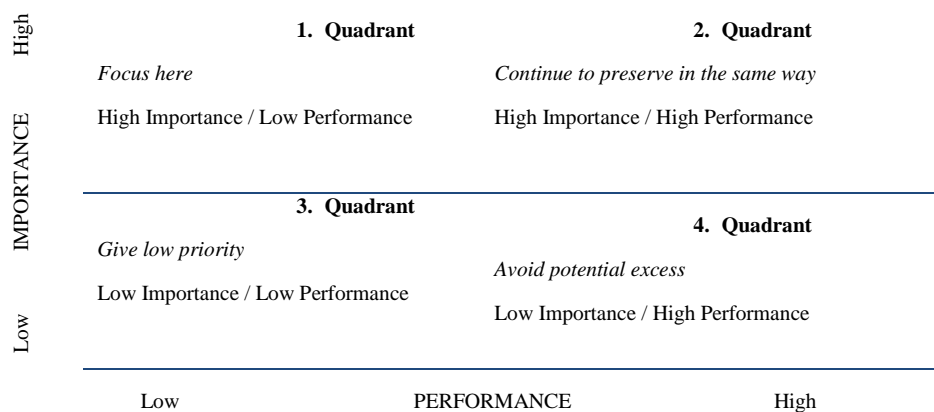 High
IMPORTANCE
Low
1. Quadrant
Focus here
High Importance / Low Performance
2. Quadrant
Continue to preserve in the same way
High Importance / High Performance
3. Quadrant
Give low priority
Low Importance / Low Performance
4. Quadrant
Avoid potential excess
Low Importance / High Performance
Low PERFORMANCE High